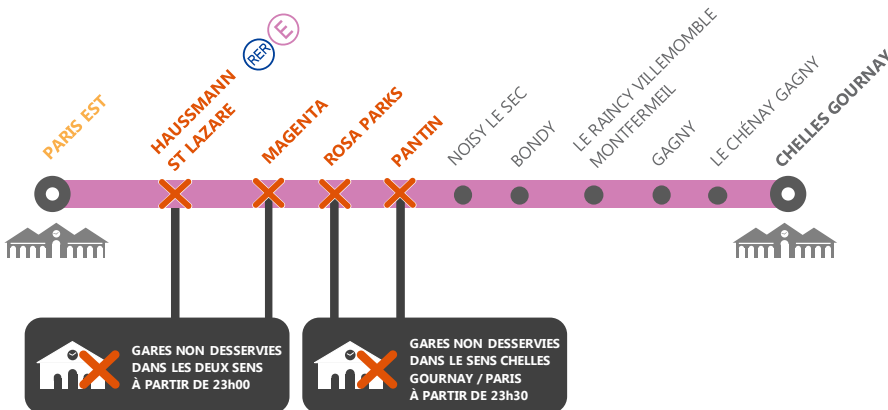 RER
E
PARIS EST
HAUSSMANN
ST LAZARE
MAGENTA
ROSA PARKS
PANTIN
NOISY LE SEC
BONDY
LE RAINCY VILLEMOMBLE
MONTFERMEIL
GAGNY
LE CHÉNAY GAGNY
CHELLES GOURNAY
GARES NON DESSERVIES
DANS LES DEUX SENS
À PARTIR DE 23h00
GARES NON DESSERVIES
DANS LE SENS CHELLES
GOURNAY / PARIS
À PARTIR DE 23h30